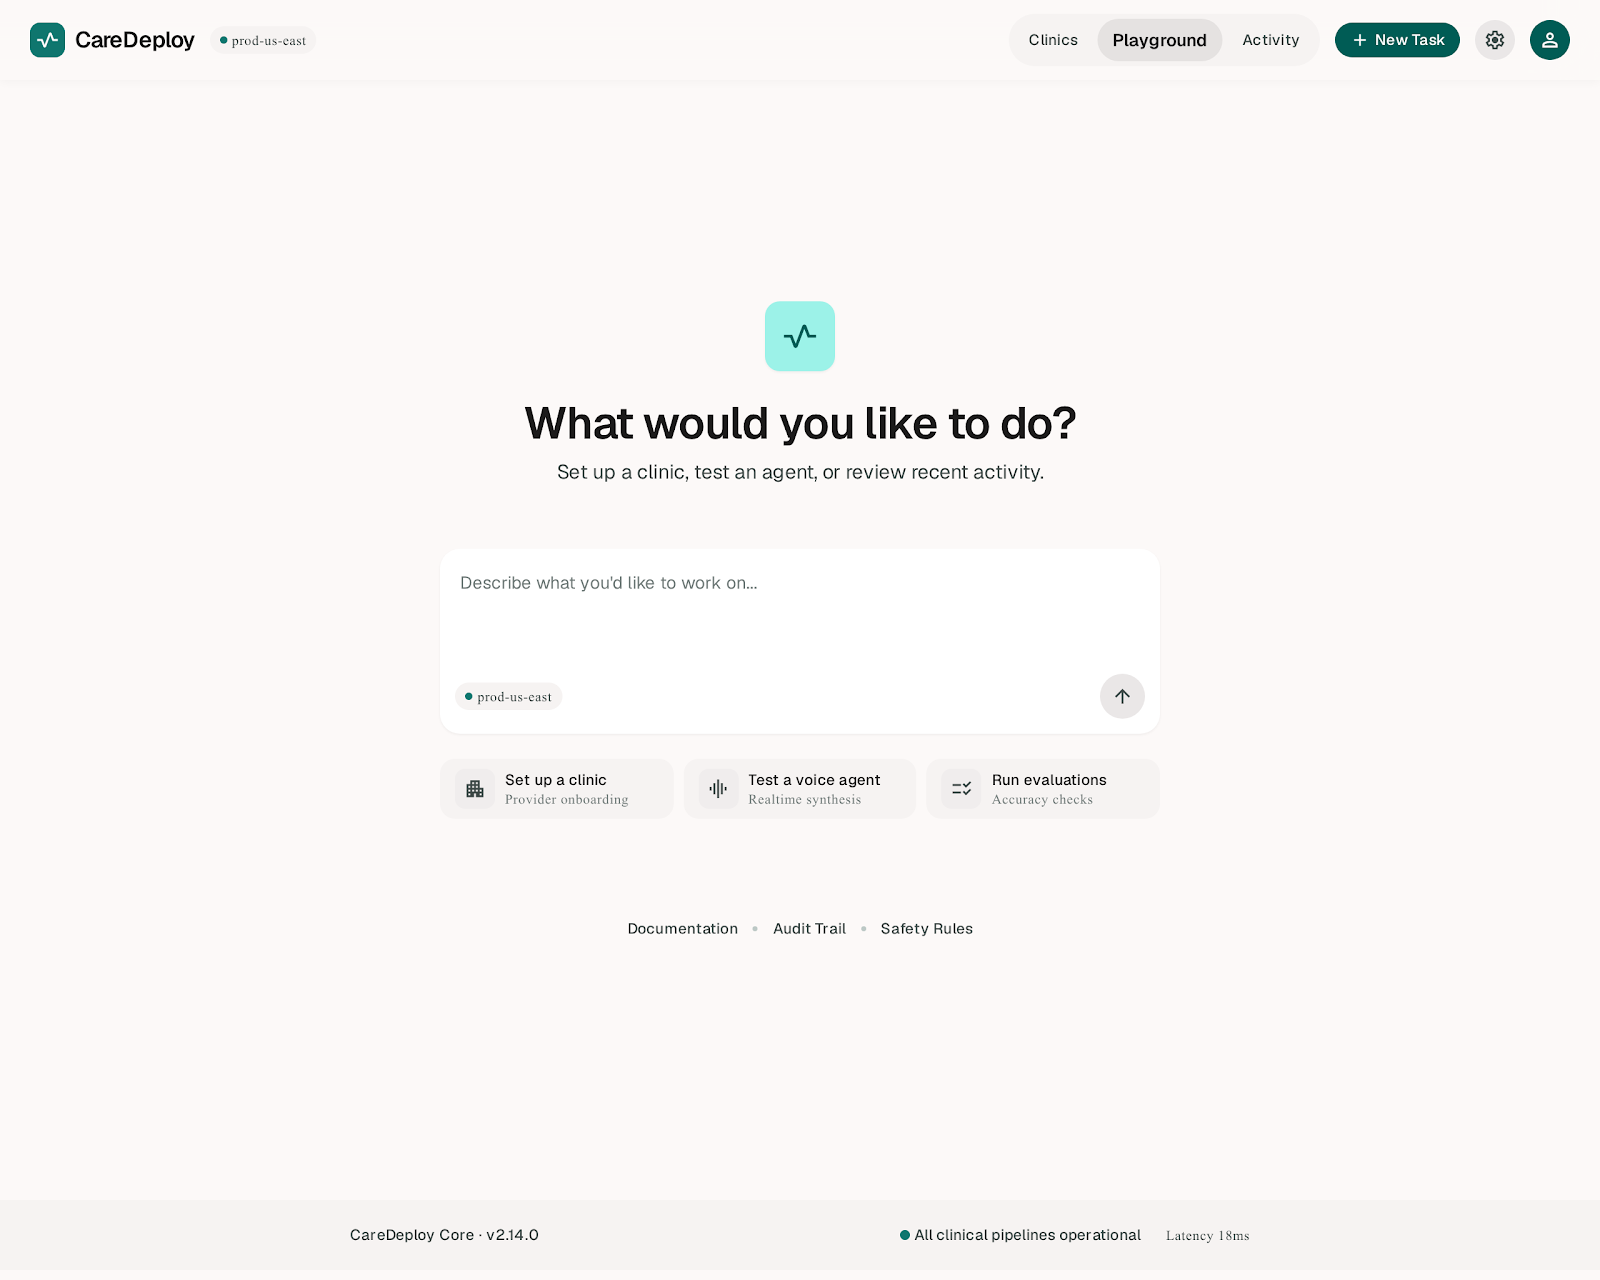 CareDeploy
prod-us-east
Clinics
Playground
Activity
New Task
What would you like to do?
Set up a clinic, test an agent, or review recent activity.
Describe what you'd like to work on...
prod-us-east
Set up a clinic
Provider onboarding
Test a voice agent
Realtime synthesis
Run evaluations
Accuracy checks
Documentation • Audit Trail • Safety Rules
CareDeploy Core · v2.14.0
All clinical pipelines operational
Latency 18ms